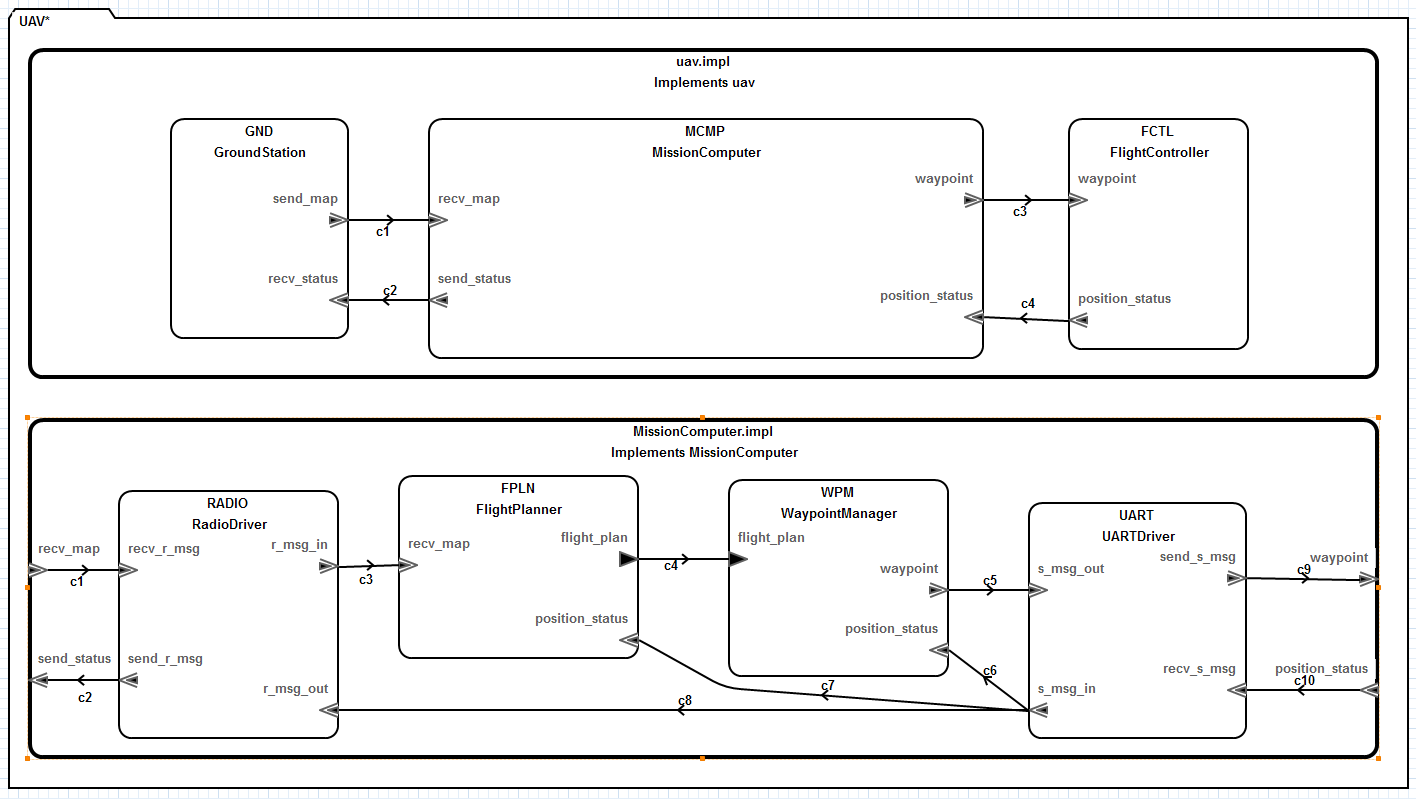 UAV*
uav.impl
Implements uav
GND
GroundStation
send_map
recv_status
c1
c2
MCMP
MissionComputer
recv_map
send_status
waypoint
position_status
c3
c4
FCTL
FlightController
waypoint
position_status
MissionComputer.impl
Implements MissionComputer
recv_map
c1
send_status
c2
RADIO
RadioDriver
recv_r_msg
r_msg_in
send_r_msg
r_msg_out
c3
FPLN
FlightPlanner
recv_map
flight_plan
position_status
c4
WPM
WaypointManager
flight_plan
waypoint
position_status
c5
c6
c7
c8
UART
UARTDriver
send_s_msg
s_msg_out
recv_s_msg
s_msg_in
waypoint
c9
position_status
c10